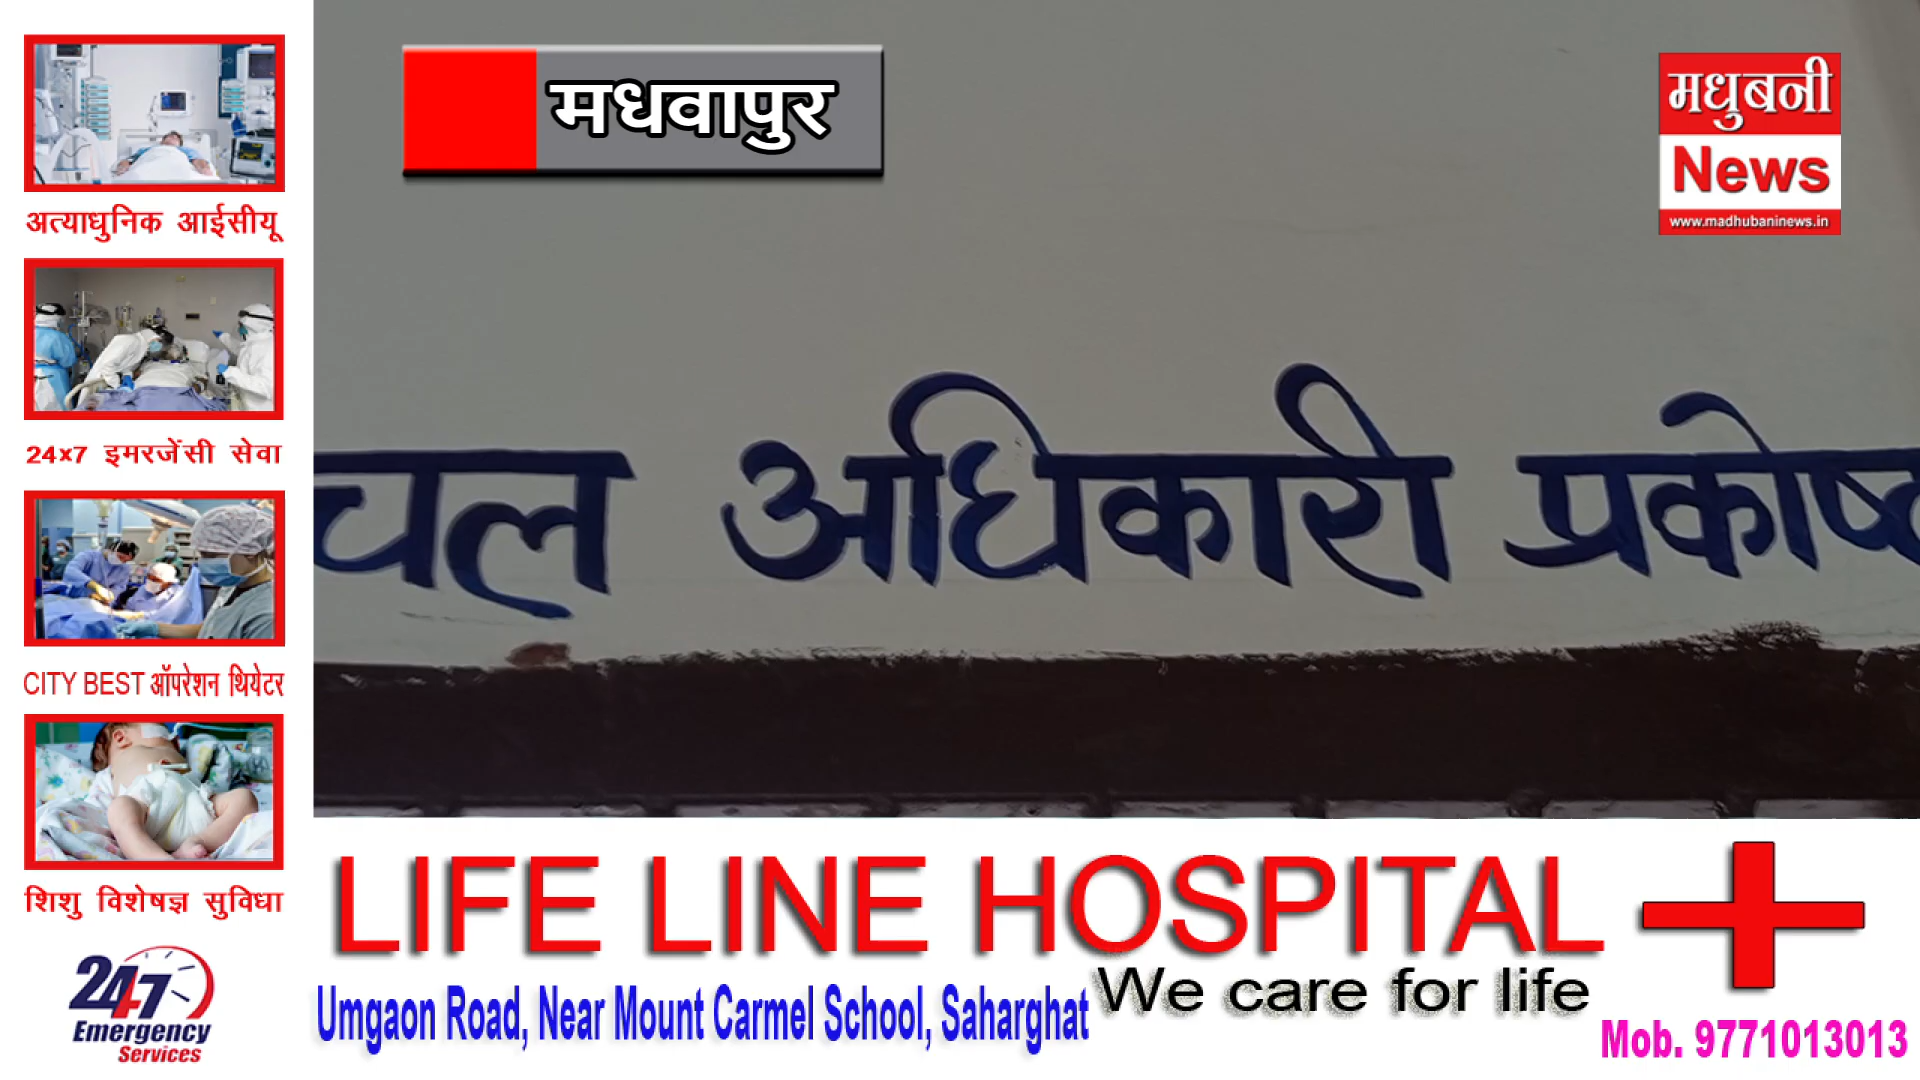 मधवापुर
मधुबनी
News
www.madhubaninews.in
अत्याधुनिक आईसीयू
24x7 इमरजेंसी सेवा
CITY BEST ऑपरेशन थियेटर
शिशु विशेषज्ञ सुविधा
24x7
Emergency
Services
चल अधिकारी प्रकोष्ठ
LIFE LINE HOSPITAL
We care for life
Umgaon Road, Near Mount Carmel School, Saharghat
Mob. 9771013013